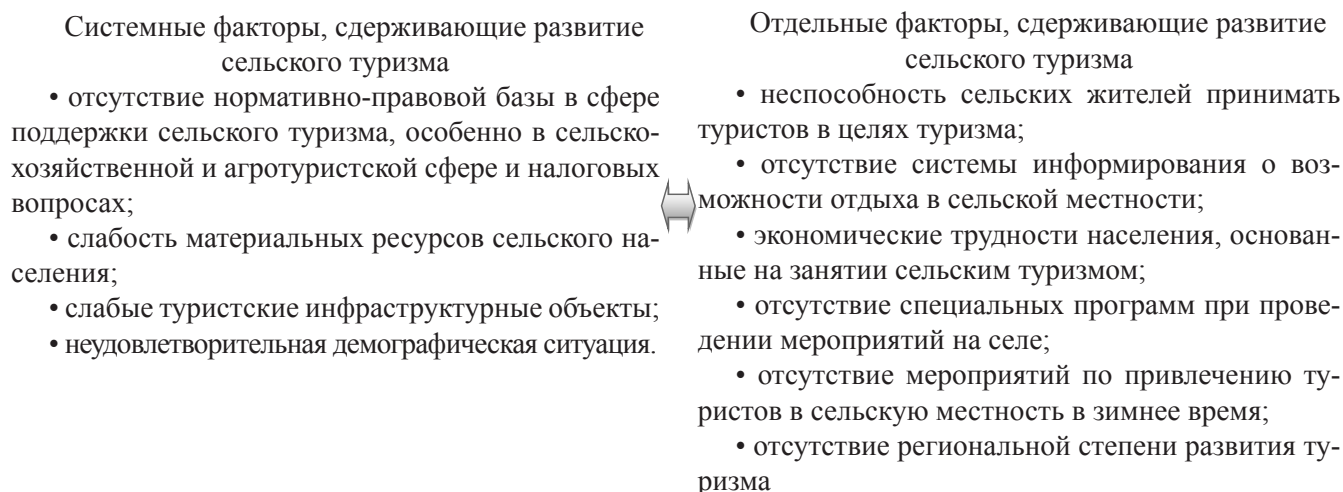 Системные факторы, сдерживающие развитие
сельского туризма
• отсутствие нормативно-правовой базы в сфере
поддержки сельского туризма, особенно в сельско-
хозяйственной и агротуристской сфере и налоговых
вопросах;
• слабость материальных ресурсов сельского на-
селения;
• слабые туристские инфраструктурные объекты;
• неудовлетворительная демографическая ситуация.
Отдельные факторы, сдерживающие развитие
сельского туризма
• неспособность сельских жителей принимать
туристов в целях туризма;
• отсутствие системы информирования о воз-
можности отдыха в сельской местности;
• экономические трудности населения, основан-
ные на занятии сельским туризмом;
• отсутствие специальных программ при прове-
дении мероприятий на селе;
• отсутствие мероприятий по привлечению ту-
ристов в сельскую местность в зимнее время;
• отсутствие региональной степени развития ту-
ризма